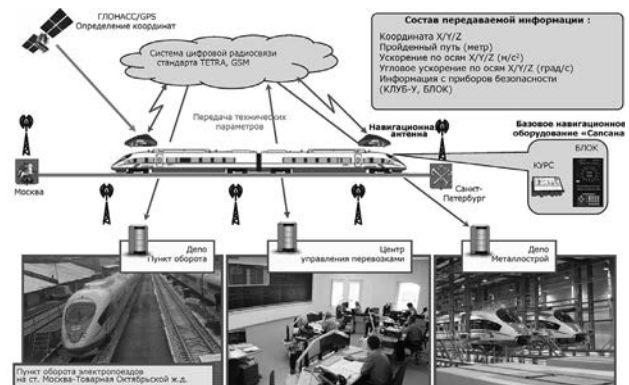 ГЛОНАСС/GPS
Определение координат
Система цифровой радиосвязи
стандарта TETRA, GSM
Состав передаваемой информации :
Координата X/Y/Z
Пройденный путь (метр)
Ускорение по осям X/Y/Z (м/с²)
Угловое ускорение по осям X/Y/Z (град/с)
Информация с приборов безопасности
(КЛУБ-У, БЛОК)
Передача технических
параметров
Навигационная
антенна
Базовое навигационное
оборудование «Сапсана»
БЛОК
КУРС
Москва
Санкт-
Петербург
Депо
Пункт оборота
Центр
управления перевозками
Депо
Металлострой
Пункт оборота электропоездов
на ст. Москва-Товарная Октябрьской ж.д.